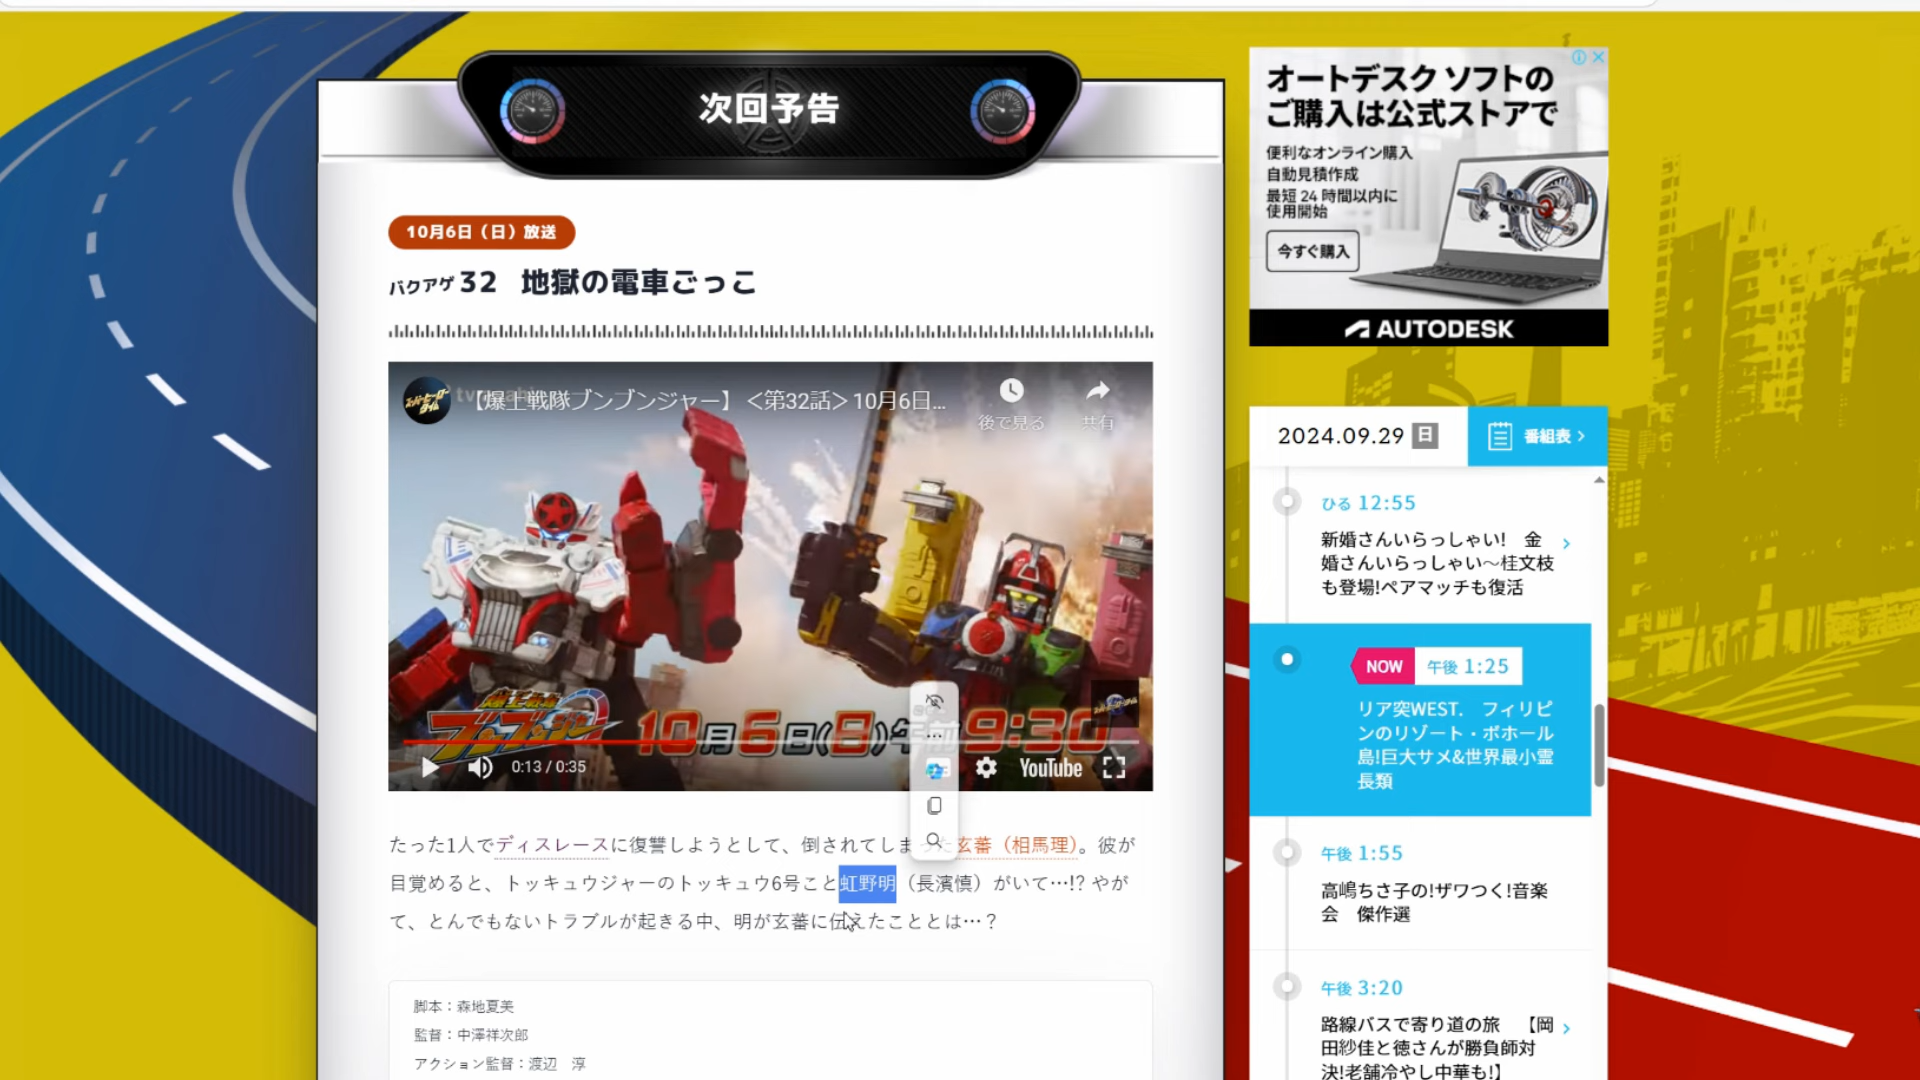 次回予告
10月6日（日）放送
バクアゲ32 地獄の電車ごっこ
【爆上戦隊ブンブンジャー】＜第32話＞10月6日...
後で見る
共有
爆上戦隊
ブンブンジャー
10月6日(日)午前9:30
0:13 / 0:35
YouTube
たった1人でディスレースに復讐しようとして、倒されてしまった玄蕃（相馬理）。彼が
目覚めると、トッキュウジャーのトッキュウ6号こと虹野明（長濱慎）がいて…!? やが
て、とんでもないトラブルが起きる中、明が玄蕃に伝えたこととは…？
脚本：森地夏美
監督：中澤祥次郎
アクション監督：渡辺　淳
オートデスク ソフトの
ご購入は公式ストアで
便利なオンライン購入
自動見積作成
最短 24 時間以内に
使用開始
今すぐ購入
AUTODESK
2024.09.29 日
番組表
ひる 12:55
新婚さんいらっしゃい!　金
婚さんいらっしゃい～桂文枝
も登場!ペアマッチも復活
NOW 午後 1:25
リア突WEST.　フィリピ
ンのリゾート・ボホール
島!巨大サメ&世界最小霊
長類
午後 1:55
高嶋ちさ子の!ザワつく!音楽
会　傑作選
午後 3:20
路線バスで寄り道の旅　【岡
田紗佳と徳さんが勝負師対
決!老舗冷やし中華も!】